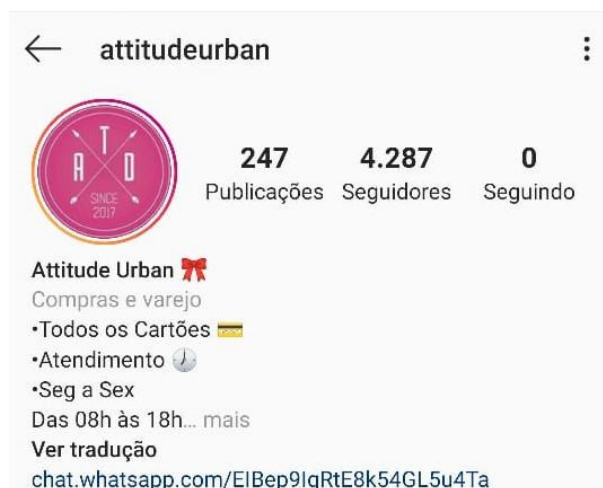 attitudeurban
A T D
SINCE
2017
247 4.287 0
Publicações Seguidores Seguindo
Attitude Urban
Compras e varejo
•Todos os Cartões
•Atendimento
•Seg a Sex
Das 08h às 18h... mais
Ver tradução
chat.whatsapp.com/EIBep9IqRtE8k54GL5u4Ta